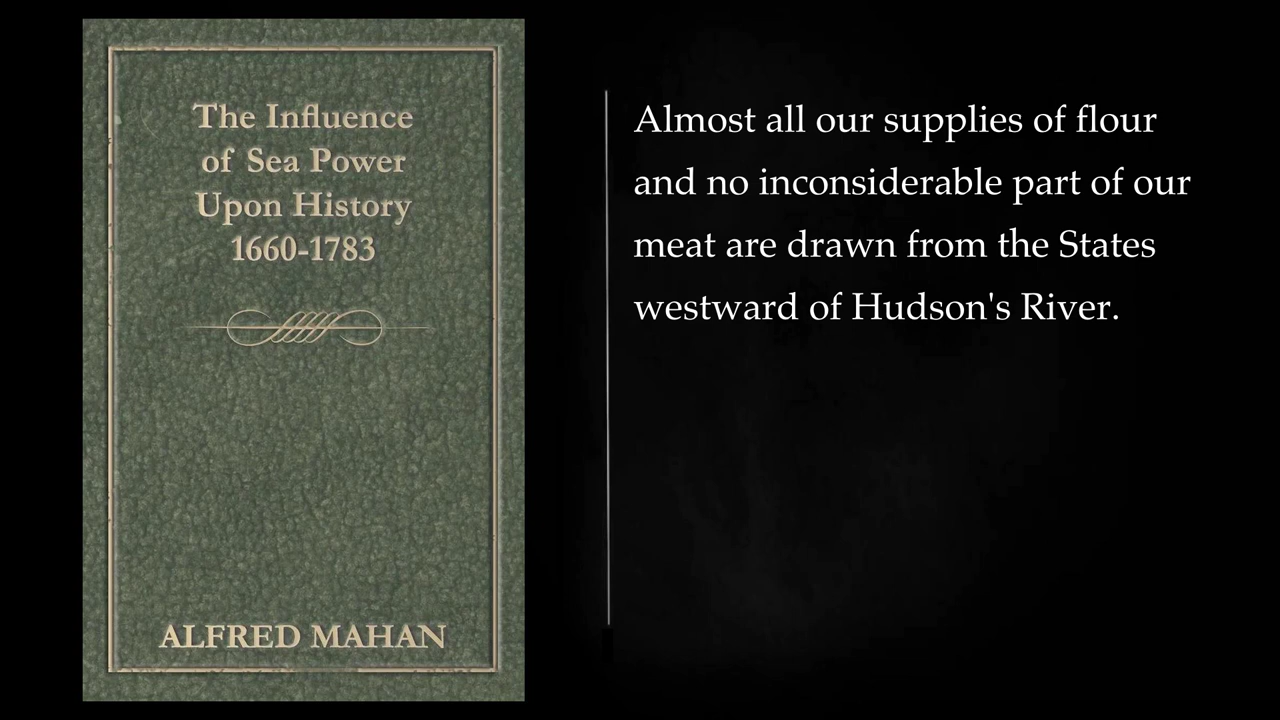 The Influence
of Sea Power
Upon History
1660-1783
ALFRED MAHAN
Almost all our supplies of flour
and no inconsiderable part of our
meat are drawn from the States
westward of Hudson's River.